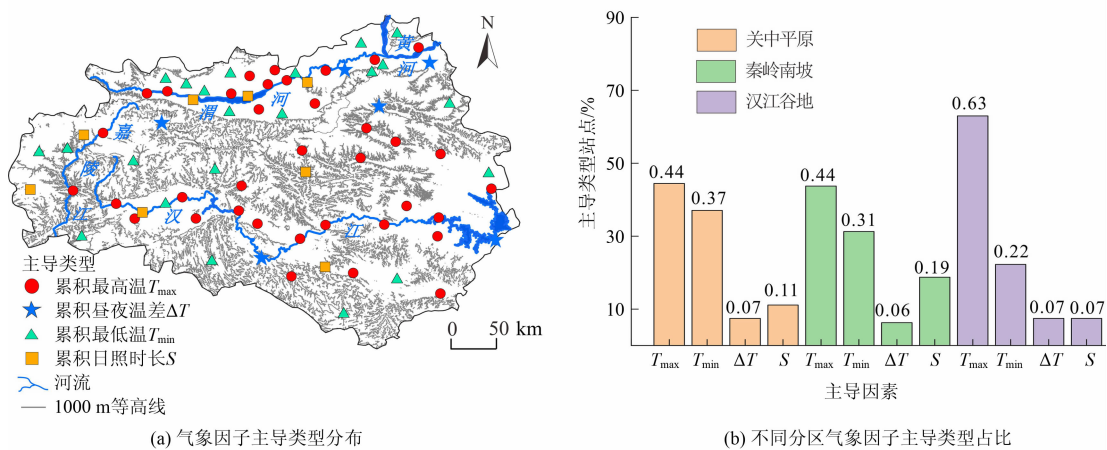 N
黄
河
渭
河
嘉
陵
江
汉
江
主导类型
累积最高温Tmax
累积昼夜温差ΔT
累积最低温Tmin
累积日照时长S
河流
1000 m等高线
0 50 km
(a) 气象因子主导类型分布
90
70
50
30
10
主导类型站点/%
关中平原
秦岭南坡
汉江谷地
0.44
0.37
0.07
0.11
0.44
0.31
0.06
0.19
0.63
0.22
0.07
0.07
Tmax Tmin ΔT S Tmax Tmin ΔT S Tmax Tmin ΔT S
主导因素
(b) 不同分区气象因子主导类型占比